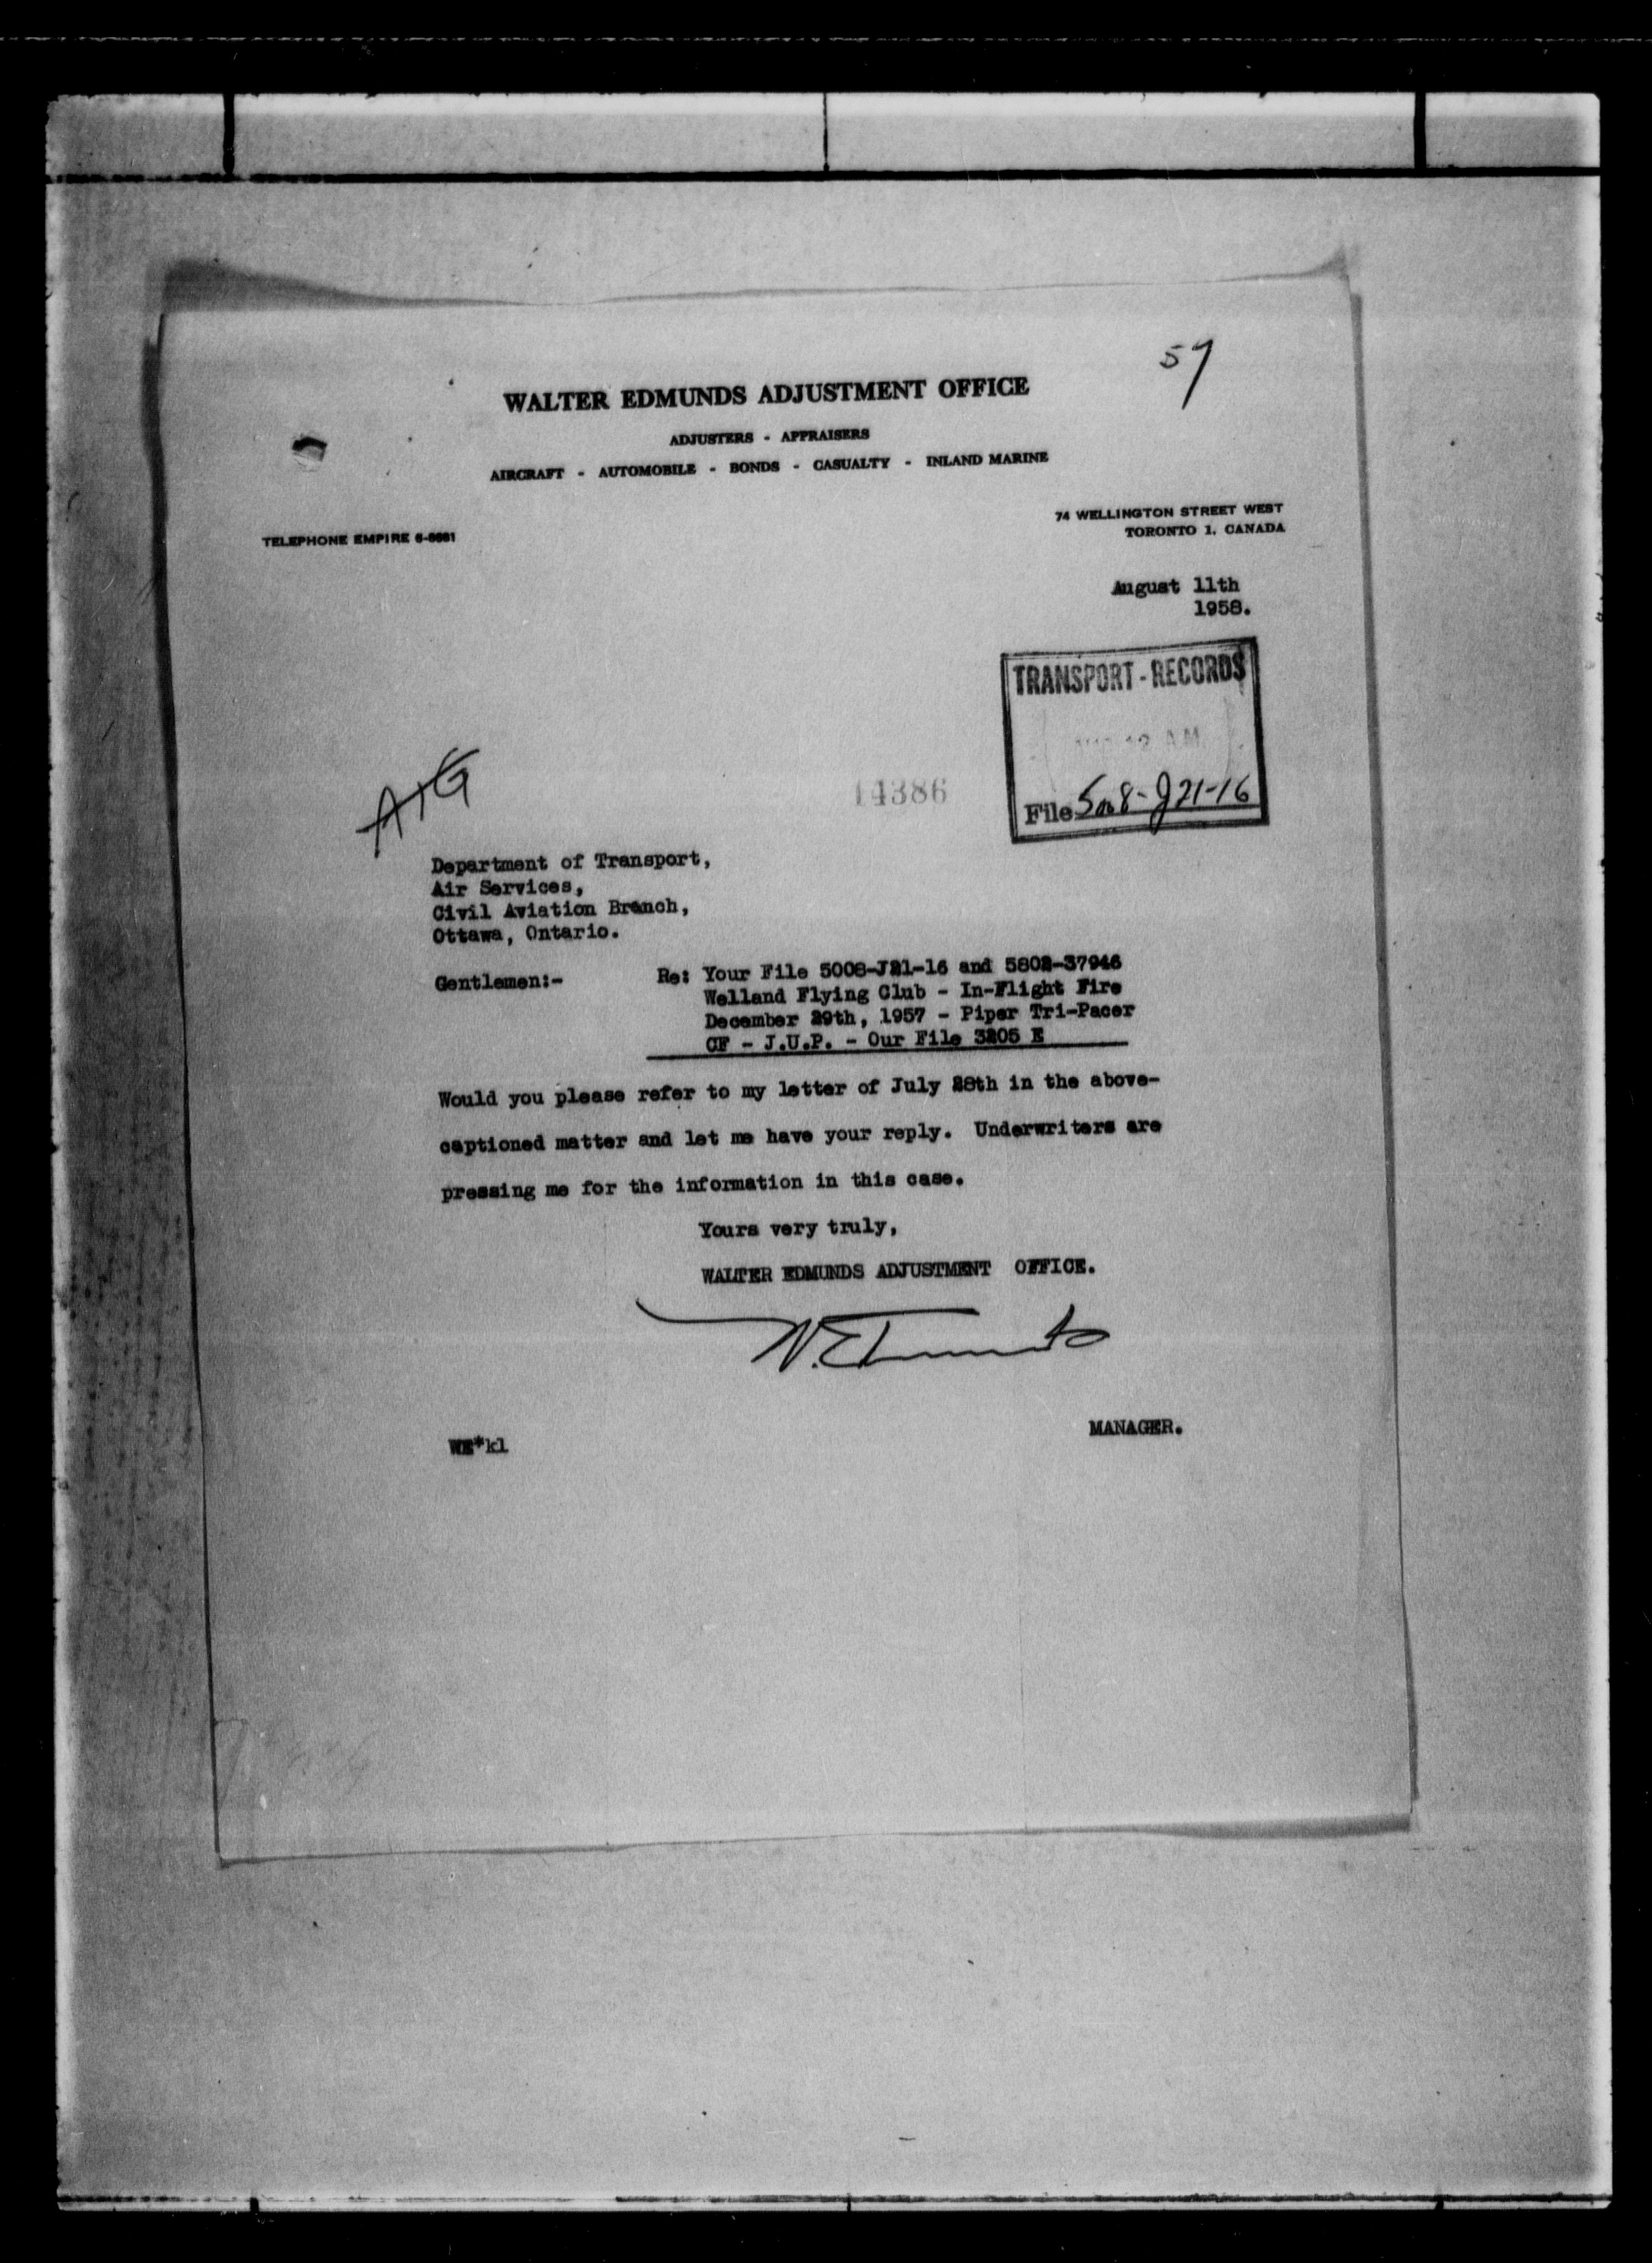 57
WALTER EDMUNDS ADJUSTMENT OFFICE
ADJUSTERS - APPRAISERS
AIRCRAFT - AUTOMOBILE - BONDS - CASUALTY - INLAND MARINE
74 WELLINGTON STREET WEST
TORONTO 1, CANADA
TELEPHONE EMPIRE
August 11th
1958.
TRANSPORT - RECORDS
12 A.M.
File 5008-J21-16
14386
Department of Transport,
Air Services,
Civil Aviation Branch,
Ottawa, Ontario.
Gentlemen:- Re: Your File 5008-J21-16 and 5802-37946
Welland Flying Club - In-Flight Fire
December 29th, 1957 - Piper Tri-Pacer
CF - J.U.P. - Our File 3205 E
Would you please refer to my letter of July 28th in the above-
captioned matter and let me have your reply. Underwriters are
pressing me for the information in this case.
Yours very truly,
WALTER EDMUNDS ADJUSTMENT OFFICE.
W. Edmunds
MANAGER.
WE*kl